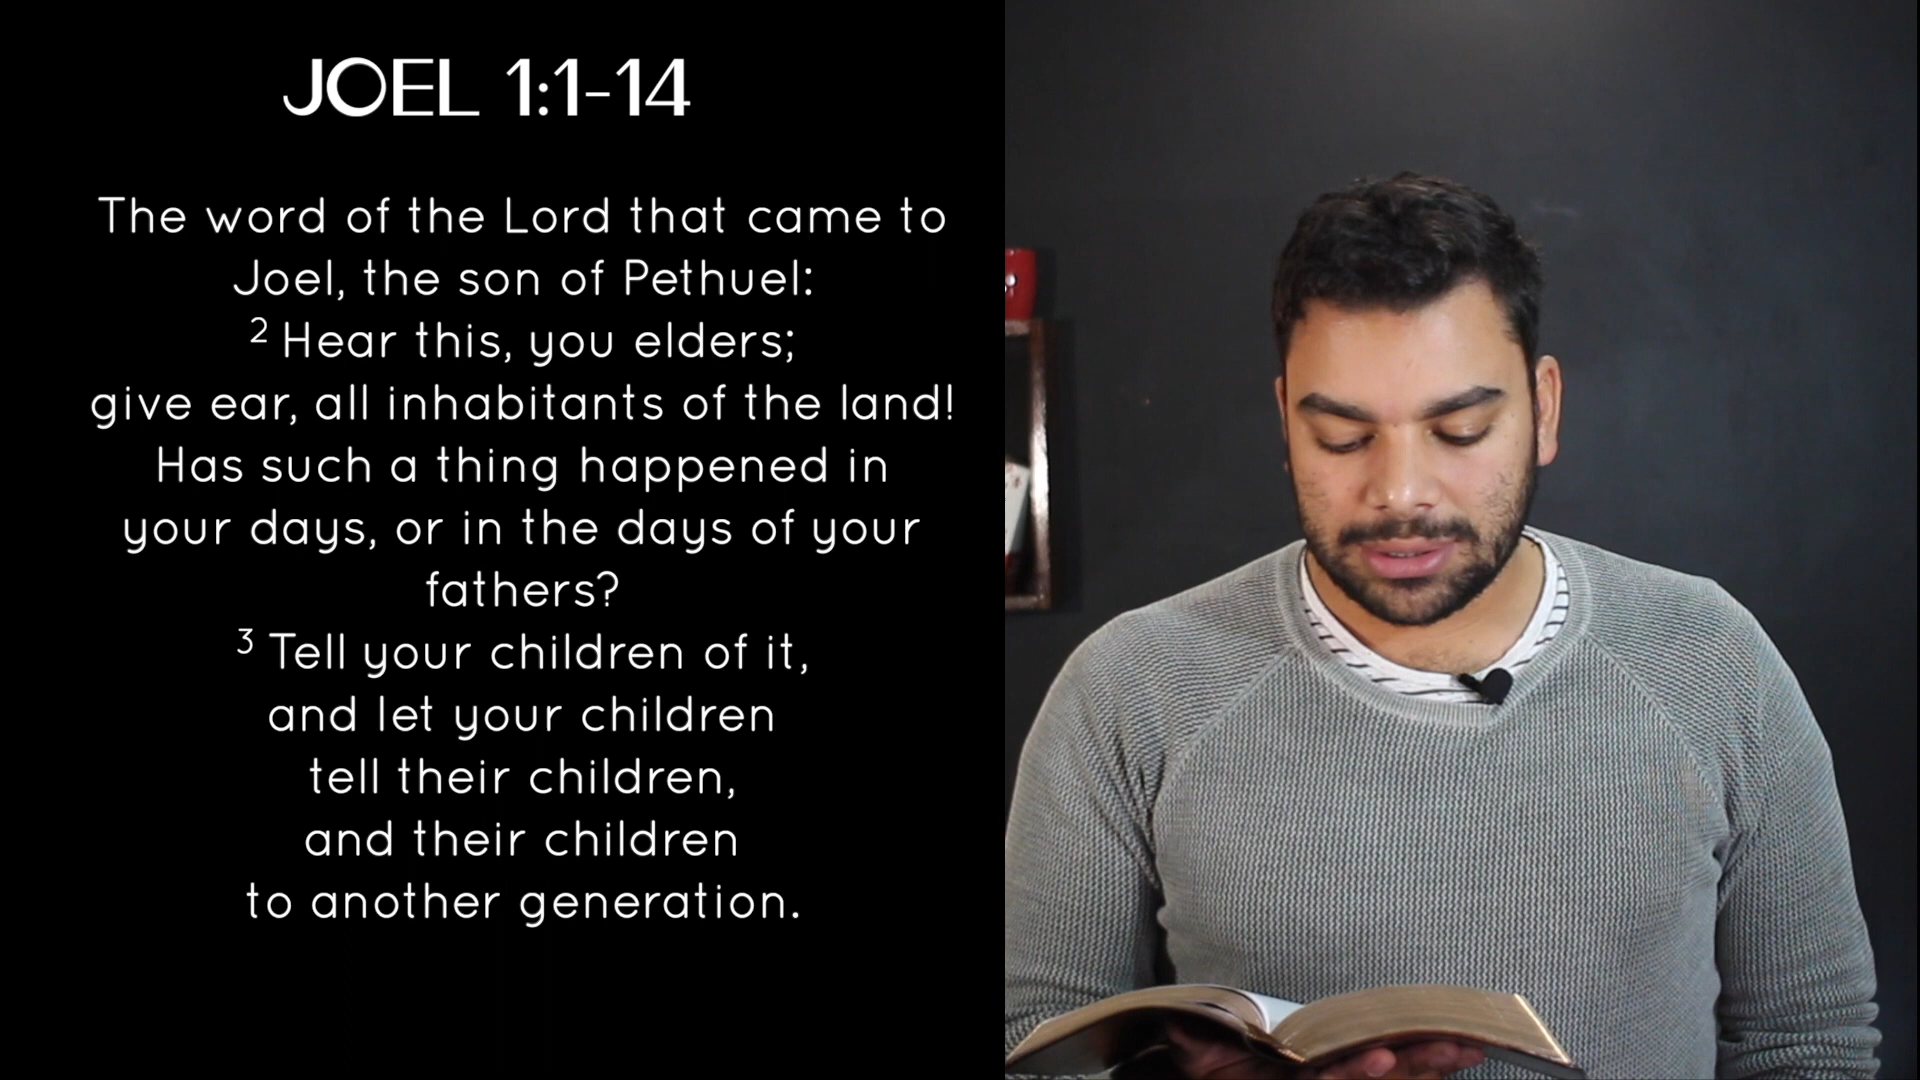 JOEL 1:1-14
The word of the Lord that came to
Joel, the son of Pethuel:
2 Hear this, you elders;
give ear, all inhabitants of the land!
Has such a thing happened in
your days, or in the days of your
fathers?
3 Tell your children of it,
and let your children
tell their children,
and their children
to another generation.